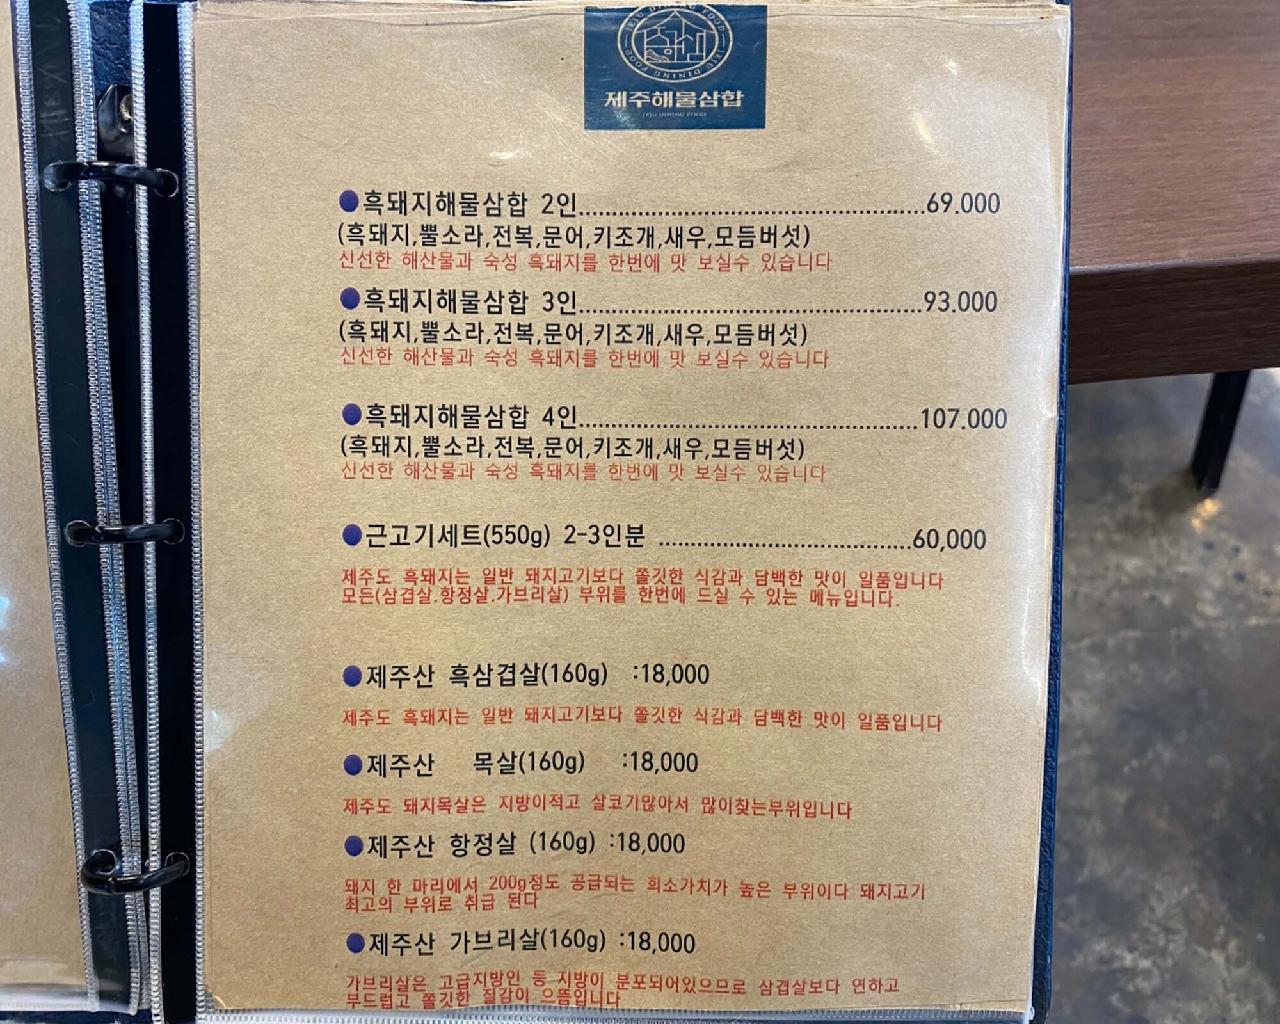 JEJU DINING FOOD
제주해물삼합
JEJU DINING FOOD
●흑돼지해물삼합 2인........................................................69.000
(흑돼지,뿔소라,전복,문어,키조개,새우,모듬버섯)
신선한 해산물과 숙성 흑돼지를 한번에 맛 보실수 있습니다
●흑돼지해물삼합 3인........................................................93.000
(흑돼지,뿔소라,전복,문어,키조개,새우,모듬버섯)
신선한 해산물과 숙성 흑돼지를 한번에 맛 보실수 있습니다
●흑돼지해물삼합 4인........................................................107.000
(흑돼지,뿔소라,전복,문어,키조개,새우,모듬버섯)
신선한 해산물과 숙성 흑돼지를 한번에 맛 보실수 있습니다
●근고기세트(550g) 2-3인분 ........................................60,000
제주도 흑돼지는 일반 돼지고기보다 쫄깃한 식감과 담백한 맛이 일품입니다
모든(삼겹살.항정살.가브리살) 부위를 한번에 드실 수 있는 메뉴입니다.
●제주산 흑삼겹살(160g) :18,000
제주도 흑돼지는 일반 돼지고기보다 쫄깃한 식감과 담백한 맛이 일품입니다
●제주산 목살(160g) :18,000
제주도 돼지목살은 지방이적고 살코기많아서 많이찾는부위입니다
●제주산 항정살 (160g) :18,000
돼지 한 마리에서 200g정도 공급되는 희소가치가 높은 부위이다 돼지고기
최고의 부위로 취급 된다
●제주산 가브리살(160g) :18,000
가브리살은 고급지방인 등 지방이 분포되어있으므로 삼겹살보다 연하고
부드럽고 쫄깃한 질감이 으뜸입니다